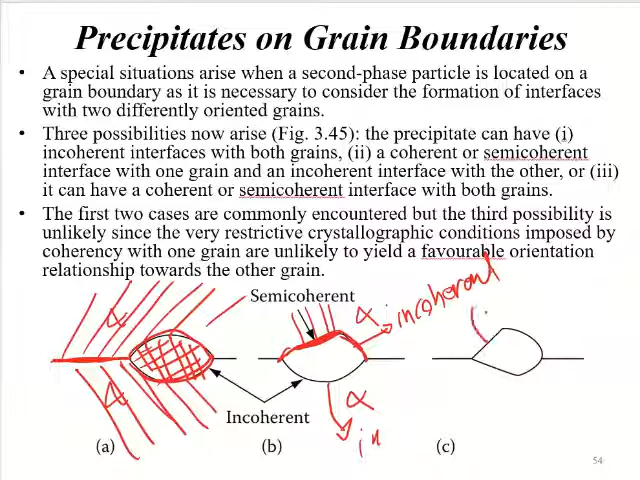 Precipitates on Grain Boundaries
• A special situations arise when a second-phase particle is located on a
grain boundary as it is necessary to consider the formation of interfaces
with two differently oriented grains.
• Three possibilities now arise (Fig. 3.45): the precipitate can have (i)
incoherent interfaces with both grains, (ii) a coherent or semicoherent
interface with one grain and an incoherent interface with the other, or (iii)
it can have a coherent or semicoherent interface with both grains.
• The first two cases are commonly encountered but the third possibility is
unlikely since the very restrictive crystallographic conditions imposed by
coherency with one grain are unlikely to yield a favourable orientation
relationship towards the other grain.
Semicoherent
α
α
incoherent
α
α
in
Incoherent
(a)
(b)
(c)
54